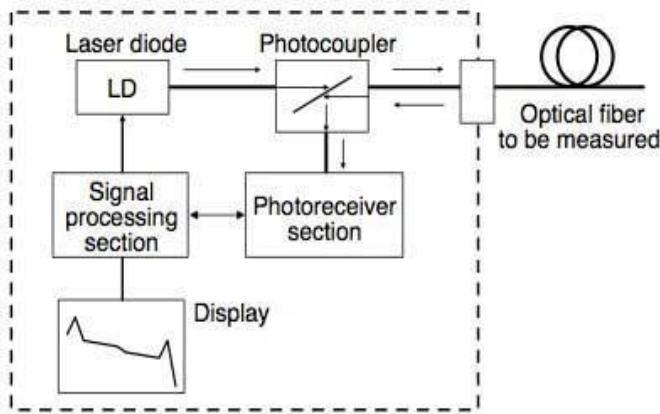 Laser diode
Photocoupler
LD
Optical fiber
to be measured
Signal
processing
section
Photoreceiver
section
Display